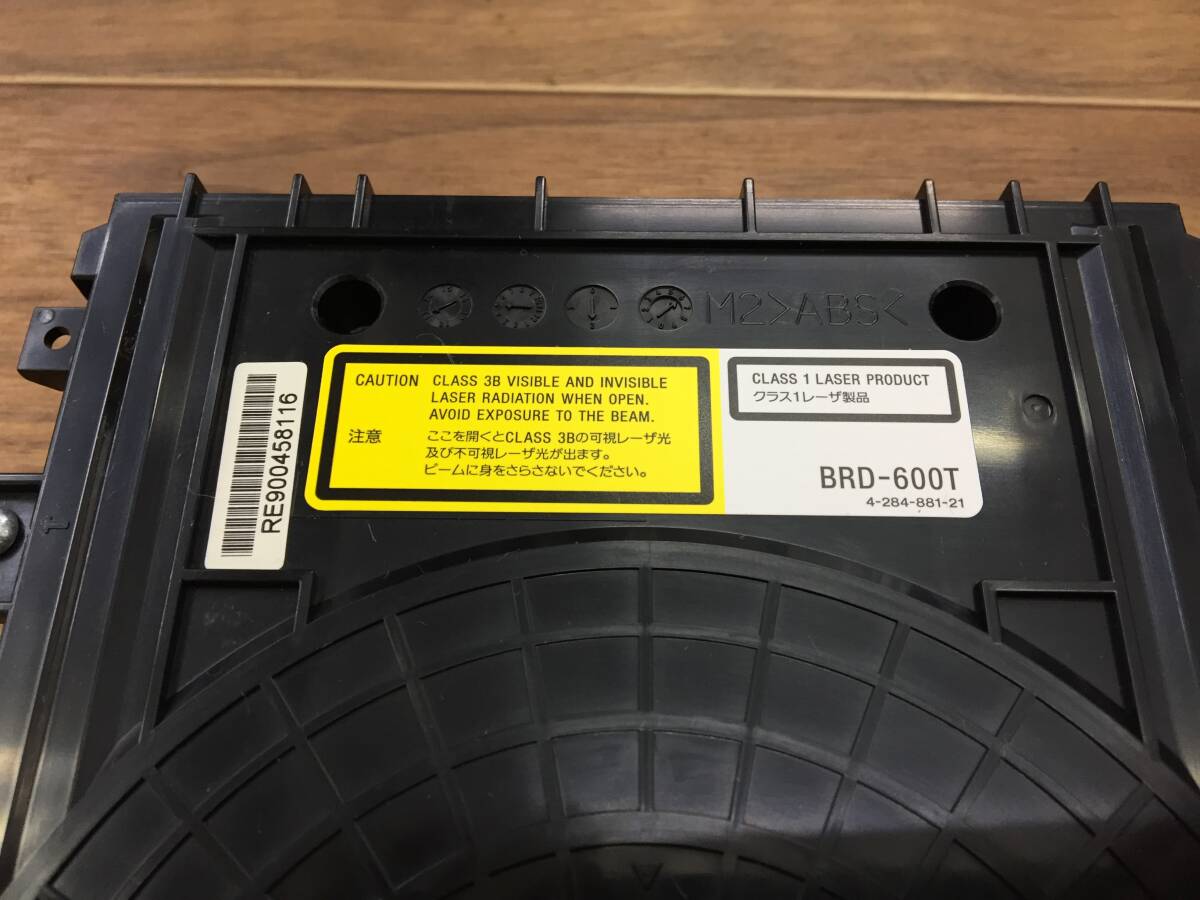 M2>ABS<
CAUTION CLASS 3B VISIBLE AND INVISIBLE
LASER RADIATION WHEN OPEN.
AVOID EXPOSURE TO THE BEAM.
注意 ここを開くとCLASS 3Bの可視レーザ光
及び不可視レーザ光が出ます。
ビームに身をさらさないでください。
CLASS 1 LASER PRODUCT
クラス1レーザ製品
BRD-600T
4-284-881-21
RE900458116